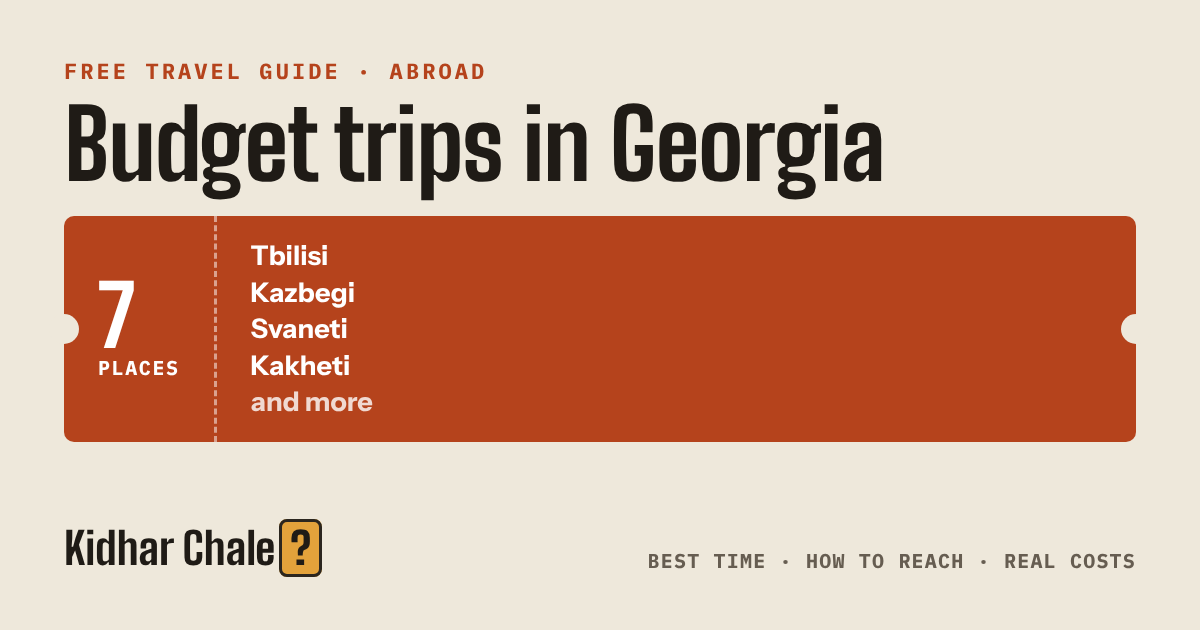 FREE TRAVEL GUIDE · ABROAD
Budget trips in Georgia
7
PLACES
Tbilisi
Kazbegi
Svaneti
Kakheti
and more
Kidhar Chale ?
BEST TIME · HOW TO REACH · REAL COSTS